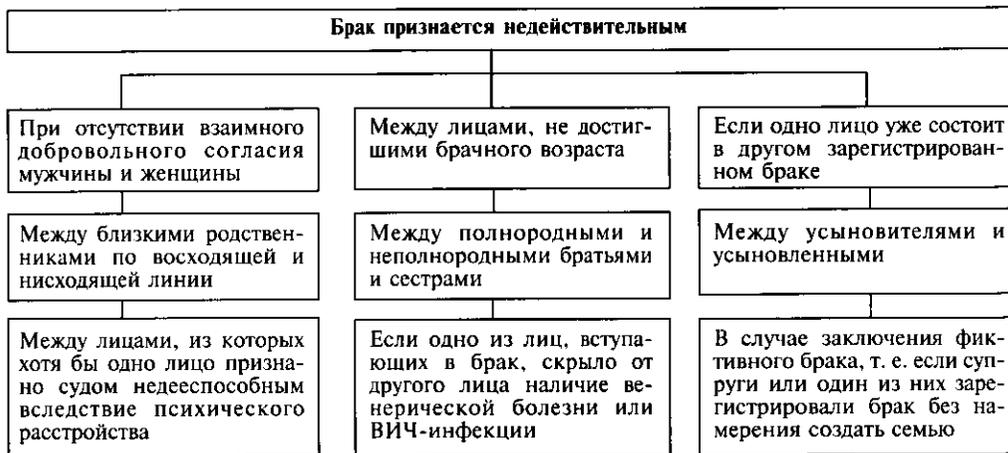 Брак признается недействительным
При отсутствии взаимного
добровольного согласия
мужчины и женщины
Между лицами, не достиг-
шими брачного возраста
Если одно лицо уже состоит
в другом зарегистрирован-
ном браке
Между близкими родствен-
никами по восходящей и
нисходящей линии
Между полнородными и
неполнородными братьями
и сестрами
Между усыновителями и
усыновленными
Между лицами, из которых
хотя бы одно лицо призна-
но судом недееспособным
вследствие психического
расстройства
Если одно из лиц, вступа-
ющих в брак, скрыло от
другого лица наличие ве-
нерической болезни или
ВИЧ-инфекции
В случае заключения фик-
тивного брака, т. е. если суп-
руги или один из них заре-
гистрировали брак без на-
мерения создать семью